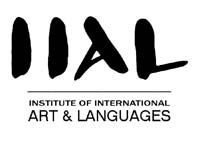 IIAL
INSTITUTE OF INTERNATIONAL
ART & LANGUAGES